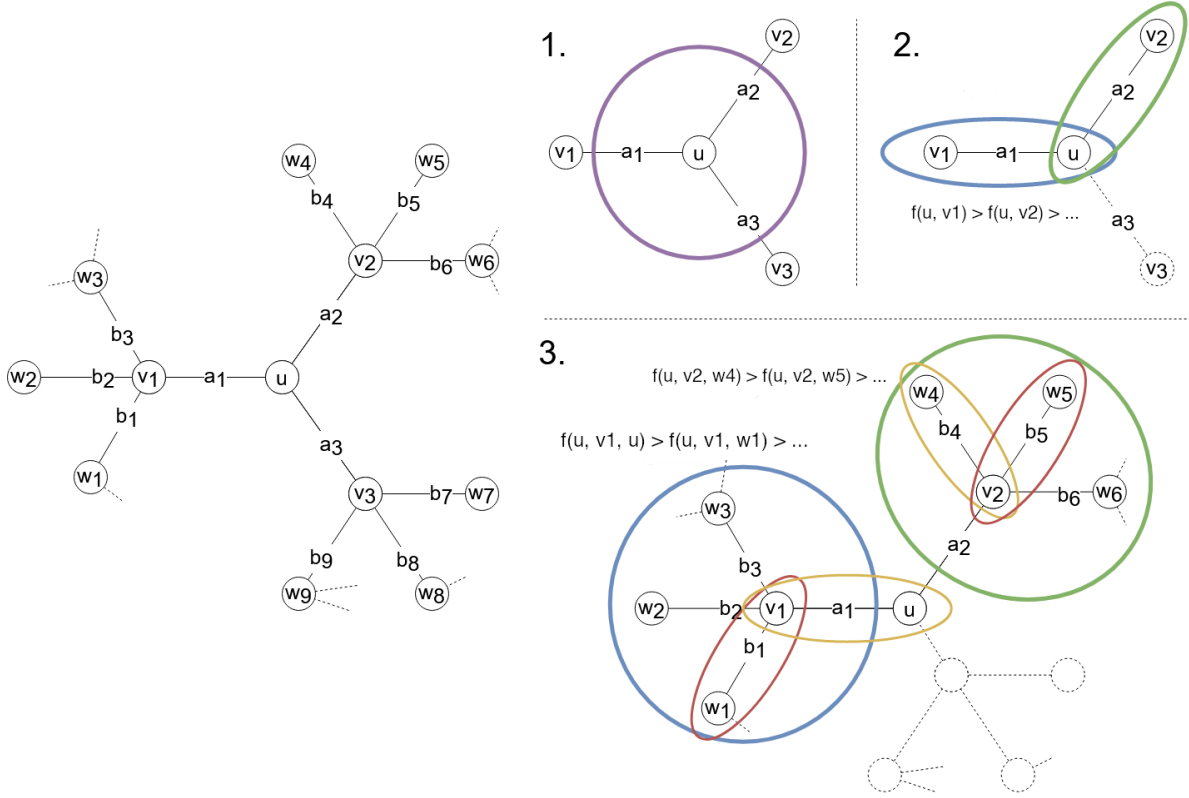 w4
w5
b4
b5
v2
b6
w6
w3
a2
b3
w2
b2
v1
a1
u
b1
a3
w1
v3
b7
w7
b9
b8
w9
w8
1.
v2
a2
v1
a1
u
a3
v3
2.
v2
a2
v1
a1
u
f(u, v1) > f(u, v2) > ...
a3
v3
3.
f(u, v2, w4) > f(u, v2, w5) > ...
w4
w5
b4
b5
f(u, v1, u) > f(u, v1, w1) > ...
v2
b6
w6
w3
a2
b3
w2
b2
v1
a1
u
b1
w1